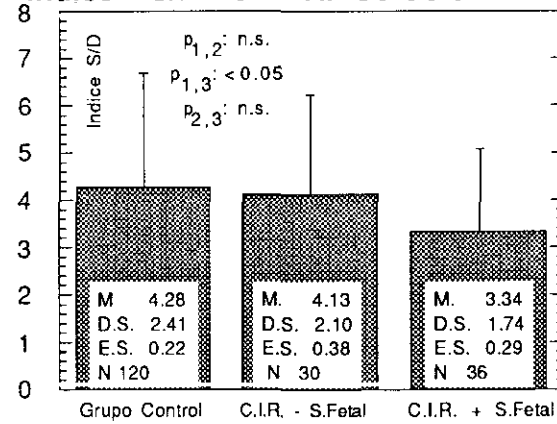 8
7
6
5
4
3
2
1
0
Indice S/D
p1,2: n.s.
p1,3: <0.05
p2,3: n.s.
M. 4.28
D.S. 2.41
E.S. 0.22
N 120
M. 4.13
D.S. 2.10
E.S. 0.38
N 30
M. 3.34
D.S. 1.74
E.S. 0.29
N 36
Grupo Control
C.I.R. - S.Fetal
C.I.R. + S.Fetal